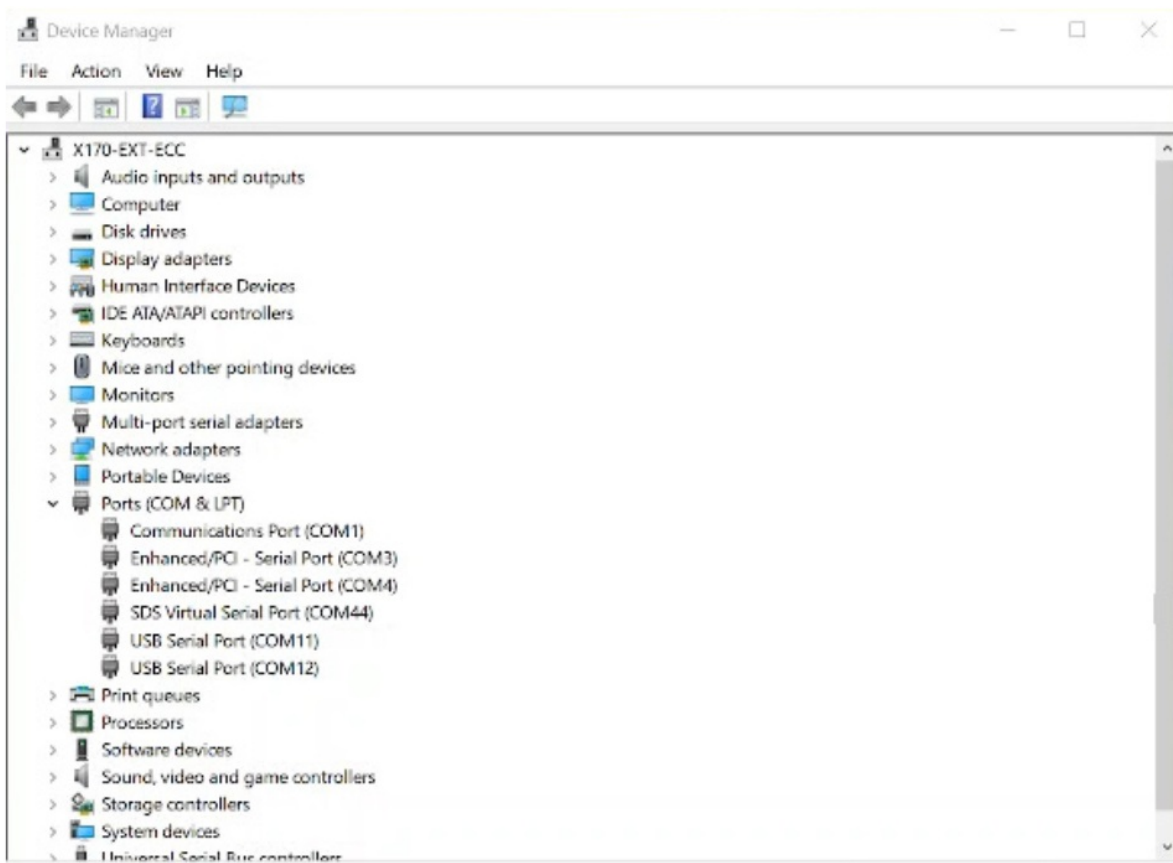 Device Manager
File Action View Help
X170-EXT-ECC
Audio inputs and outputs
Computer
Disk drives
Display adapters
Human Interface Devices
IDE ATA/ATAPI controllers
Keyboards
Mice and other pointing devices
Monitors
Multi-port serial adapters
Network adapters
Portable Devices
Ports (COM & LPT)
Communications Port (COM1)
Enhanced/PCI - Serial Port (COM3)
Enhanced/PCI - Serial Port (COM4)
SDS Virtual Serial Port (COM44)
USB Serial Port (COM11)
USB Serial Port (COM12)
Print queues
Processors
Software devices
Sound, video and game controllers
Storage controllers
System devices
Universal Serial Bus controllers